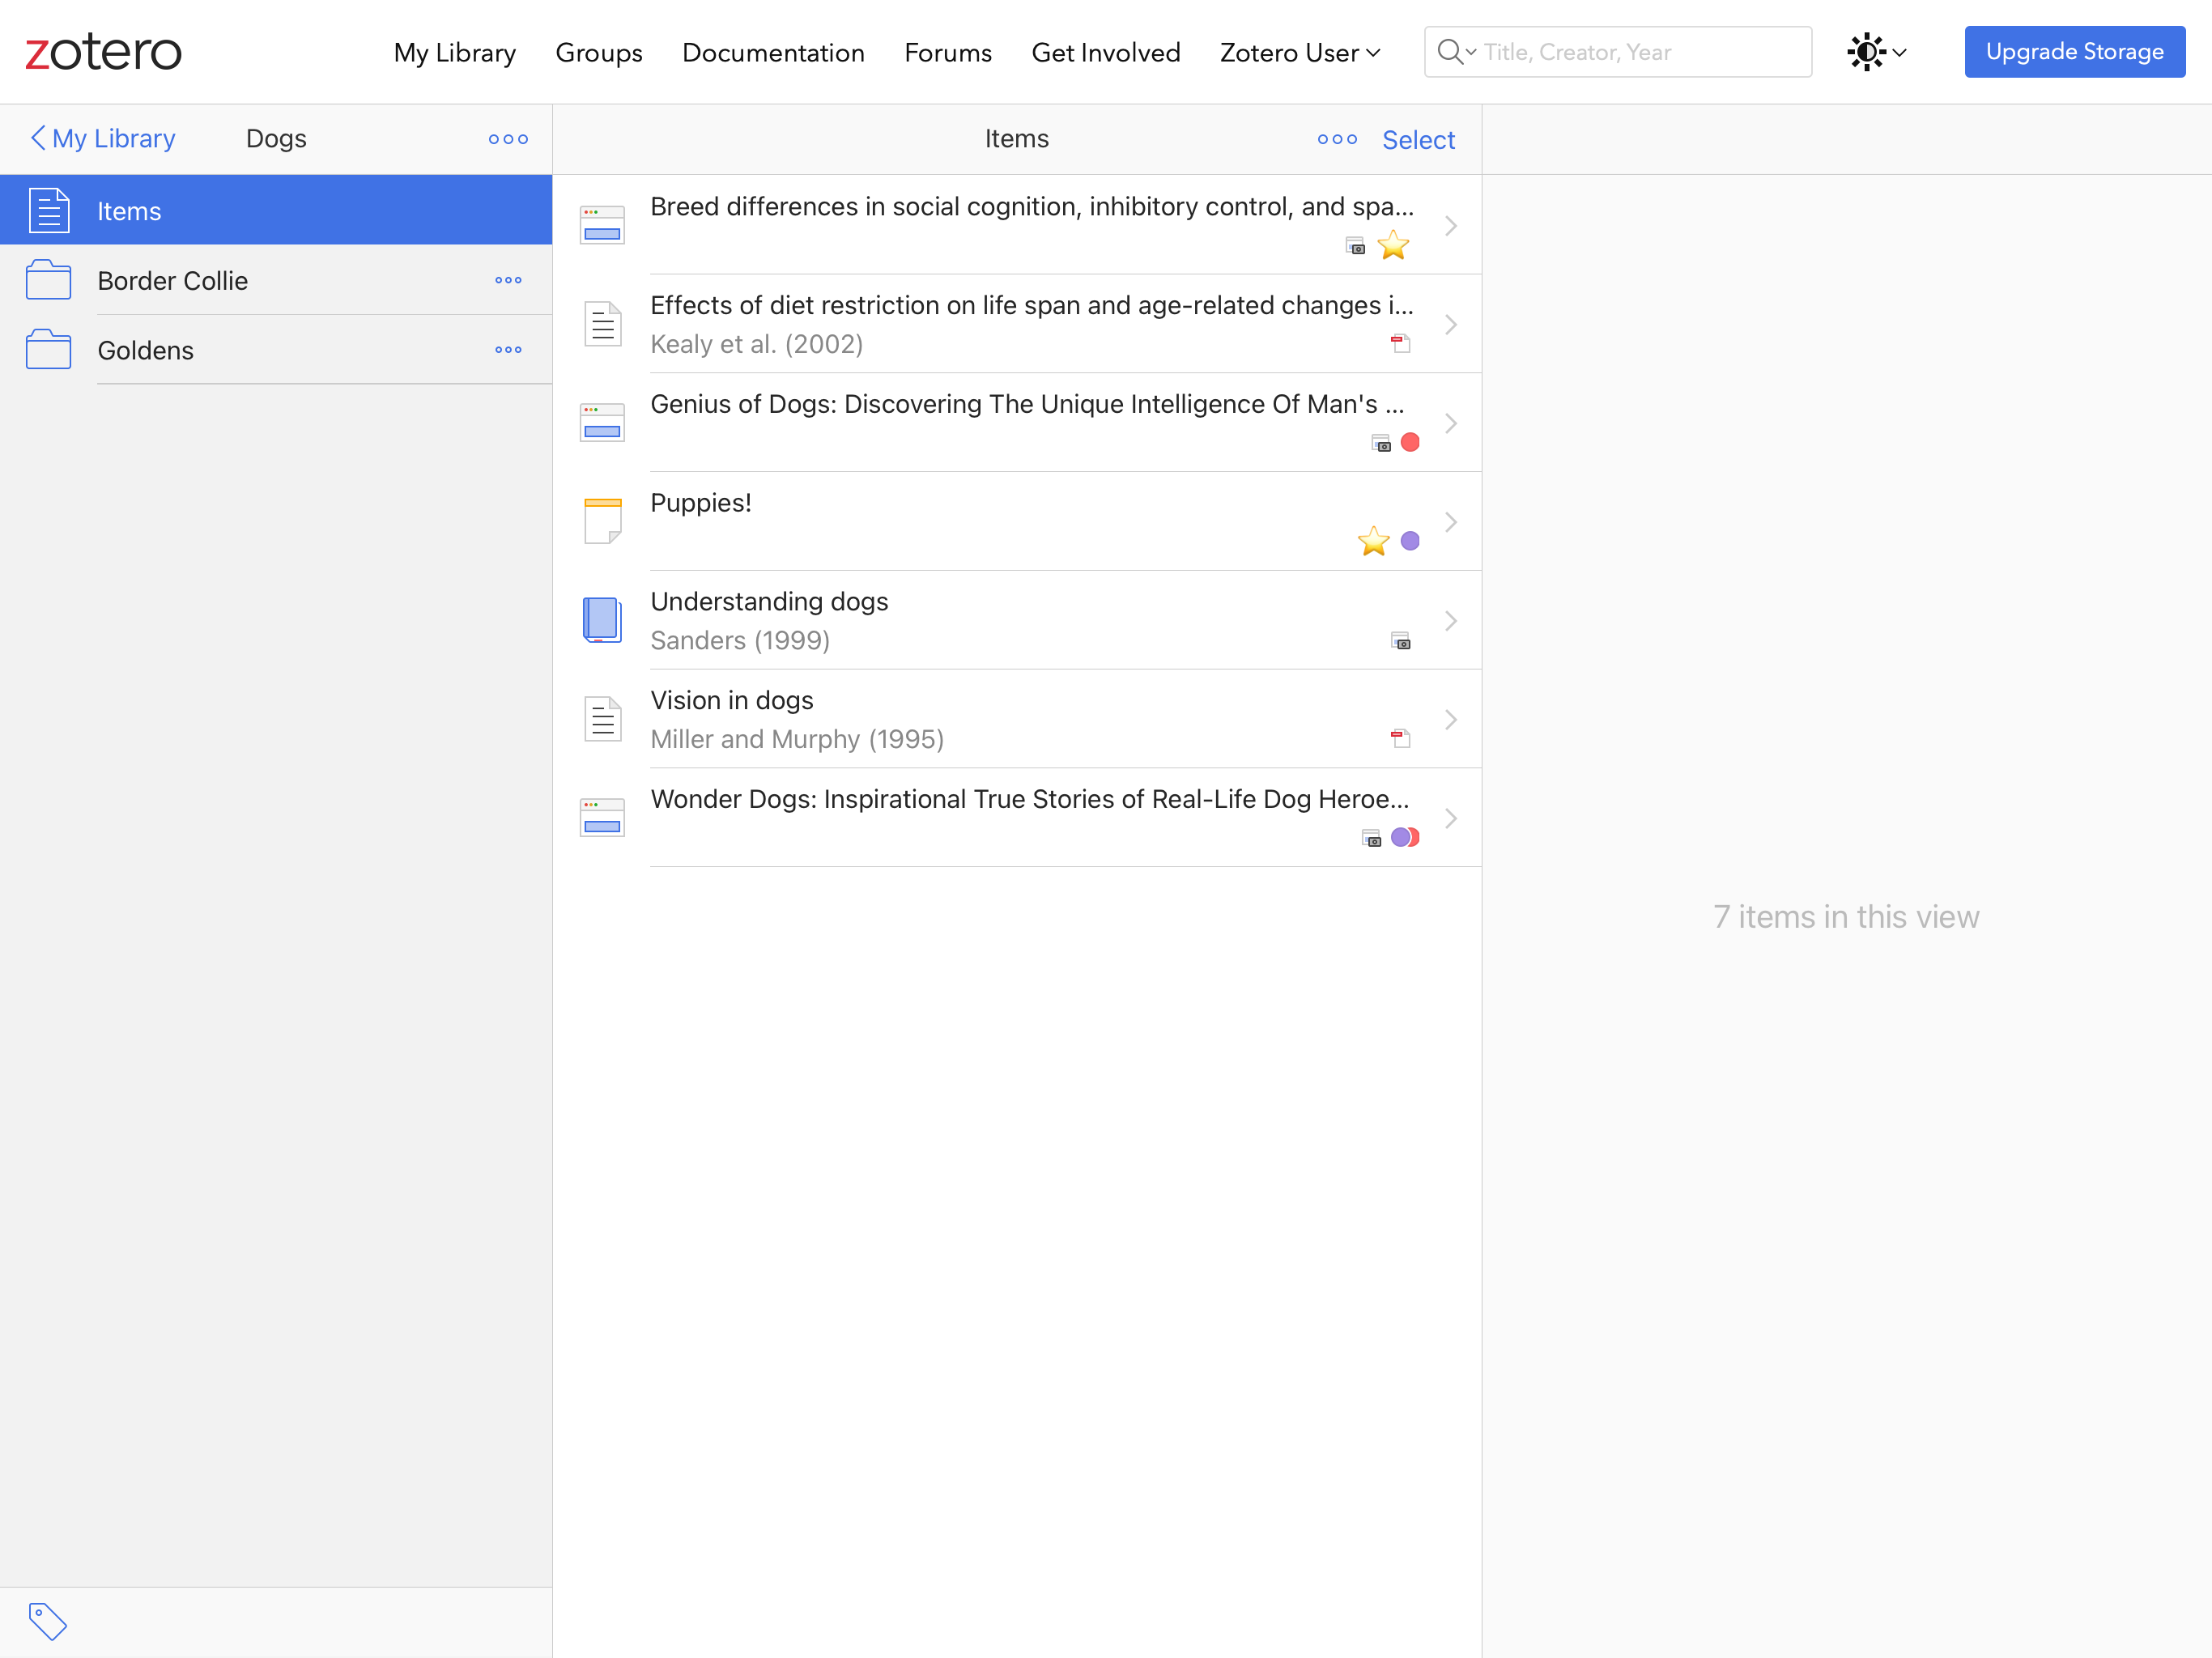 zotero
My Library Groups Documentation Forums Get Involved Zotero User Title, Creator, Year Upgrade Storage
My Library Dogs
Items Select
Items
Border Collie
Goldens
Breed differences in social cognition, inhibitory control, and spa...
Effects of diet restriction on life span and age-related changes i...
Kealy et al. (2002)
Genius of Dogs: Discovering The Unique Intelligence Of Man's ...
Puppies!
Understanding dogs
Sanders (1999)
Vision in dogs
Miller and Murphy (1995)
Wonder Dogs: Inspirational True Stories of Real-Life Dog Heroe...
7 items in this view